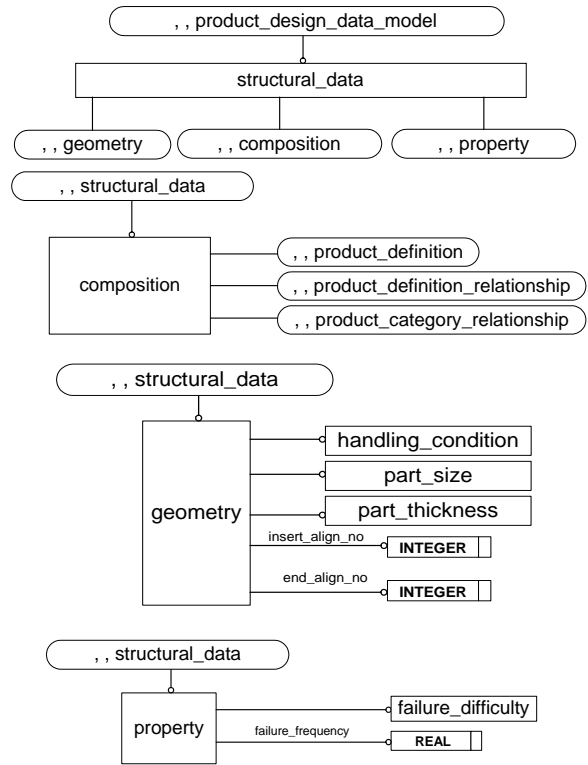 , , product_design_data_model
structural_data
, , geometry
, , composition
, , property
, , structural_data
composition
, , product_definition
, , product_definition_relationship
, , product_category_relationship
, , structural_data
geometry
handling_condition
part_size
part_thickness
insert_align_no
INTEGER
end_align_no
INTEGER
, , structural_data
property
failure_difficulty
failure_frequency
REAL